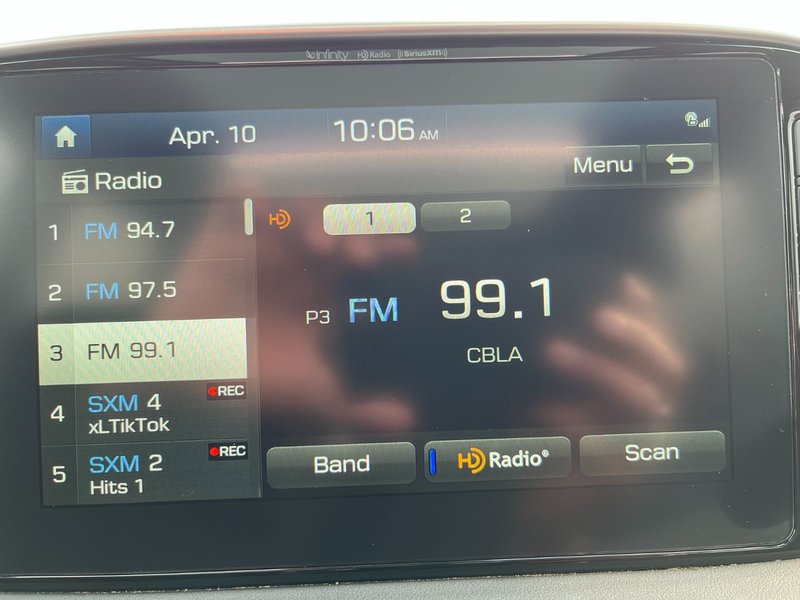 Infinity HD Radio ((SiriusXM))
Apr. 10 10:06 AM
Radio
Menu
1 FM 94.7
2 FM 97.5
3 FM 99.1
4 SXM 4 REC
xLTikTok
5 SXM 2 REC
Hits 1
HD 1 2
P3 FM 99.1
CBLA
Band
HD Radio®
Scan